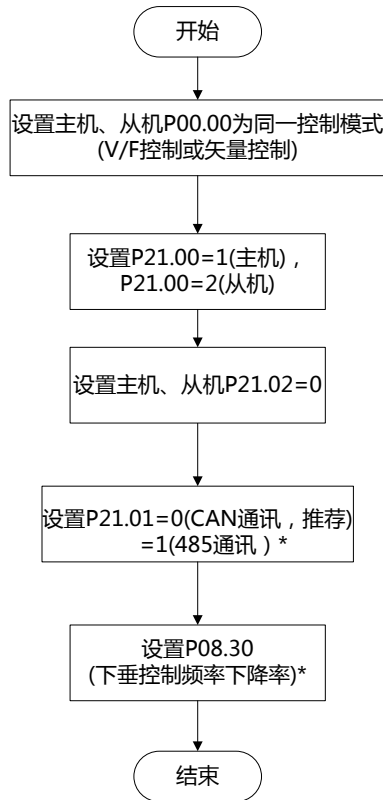 开始
设置主机、从机P00.00为同一控制模式
(V/F控制或矢量控制)
设置P21.00=1(主机)，
P21.00=2(从机)
设置主机、从机P21.02=0
设置P21.01=0(CAN通讯，推荐)
=1(485通讯）*
设置P08.30
(下垂控制频率下降率)*
结束